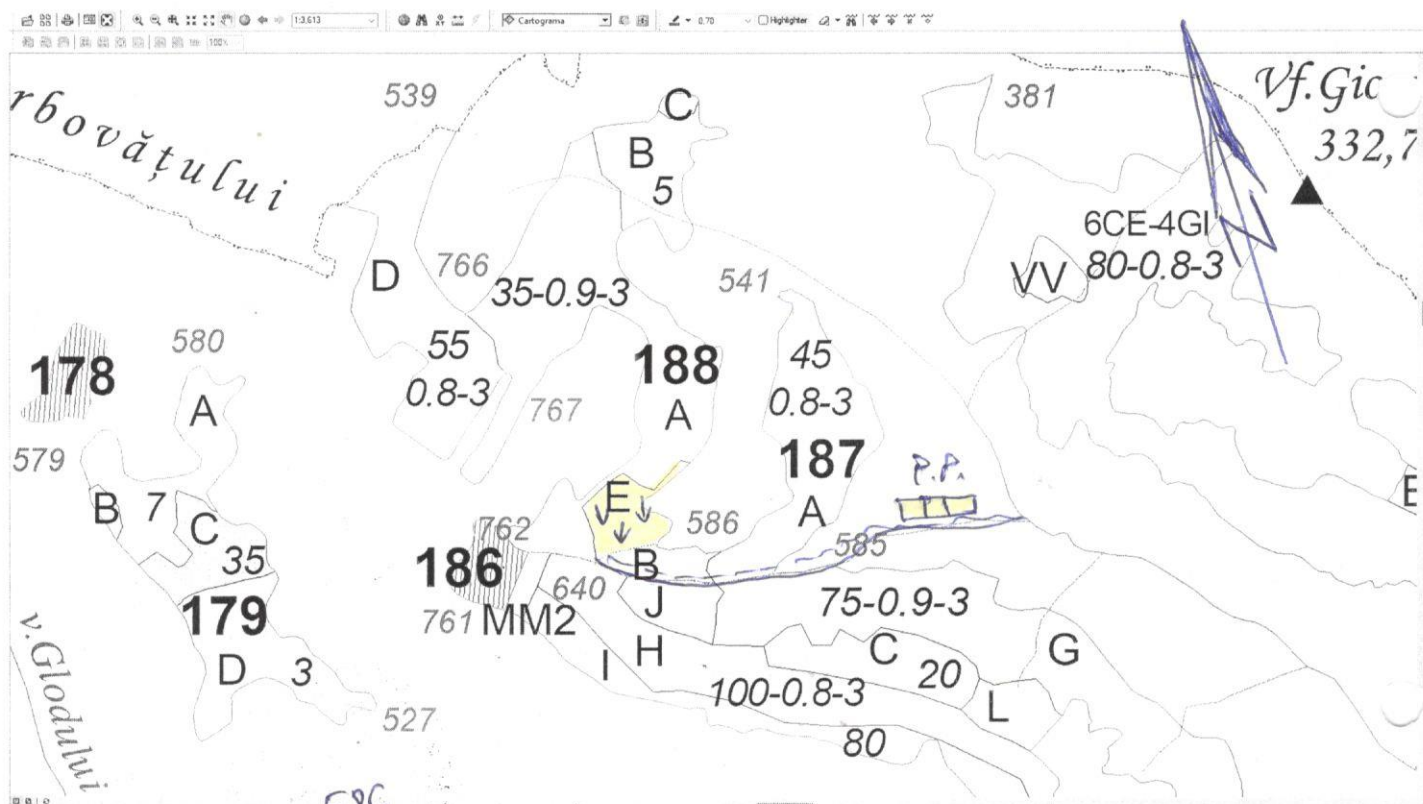 1:3,613
Cartograma
0.70
Highlighter
100%
rbovățului
539
C
B
5
381
Vf.Gic
332,7
6CE-4GI
80-0.8-3
VV
D
766
35-0.9-3
541
178
580
A
55
0.8-3
767
188
A
45
0.8-3
187
A
P.P.
579
B
7
C
35
E
586
762
186
B
585
E
179
640
J
75-0.9-3
761
MM2
I
H
C
20
G
v.Glodului
D
3
527
100-0.8-3
L
80